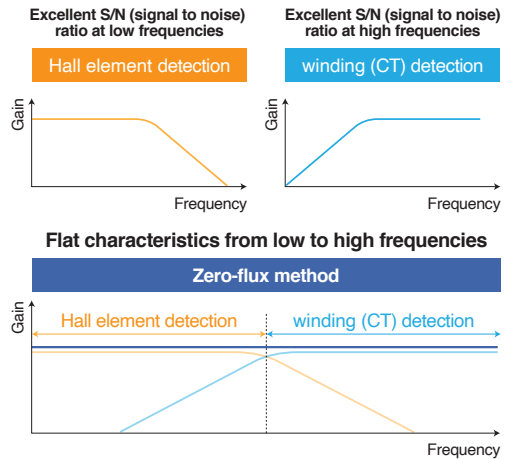 Excellent S/N (signal to noise)
ratio at low frequencies
Excellent S/N (signal to noise)
ratio at high frequencies
Hall element detection
winding (CT) detection
Gain
Frequency
Gain
Frequency
Flat characteristics from low to high frequencies
Zero-flux method
Gain
Hall element detection
winding (CT) detection
Frequency